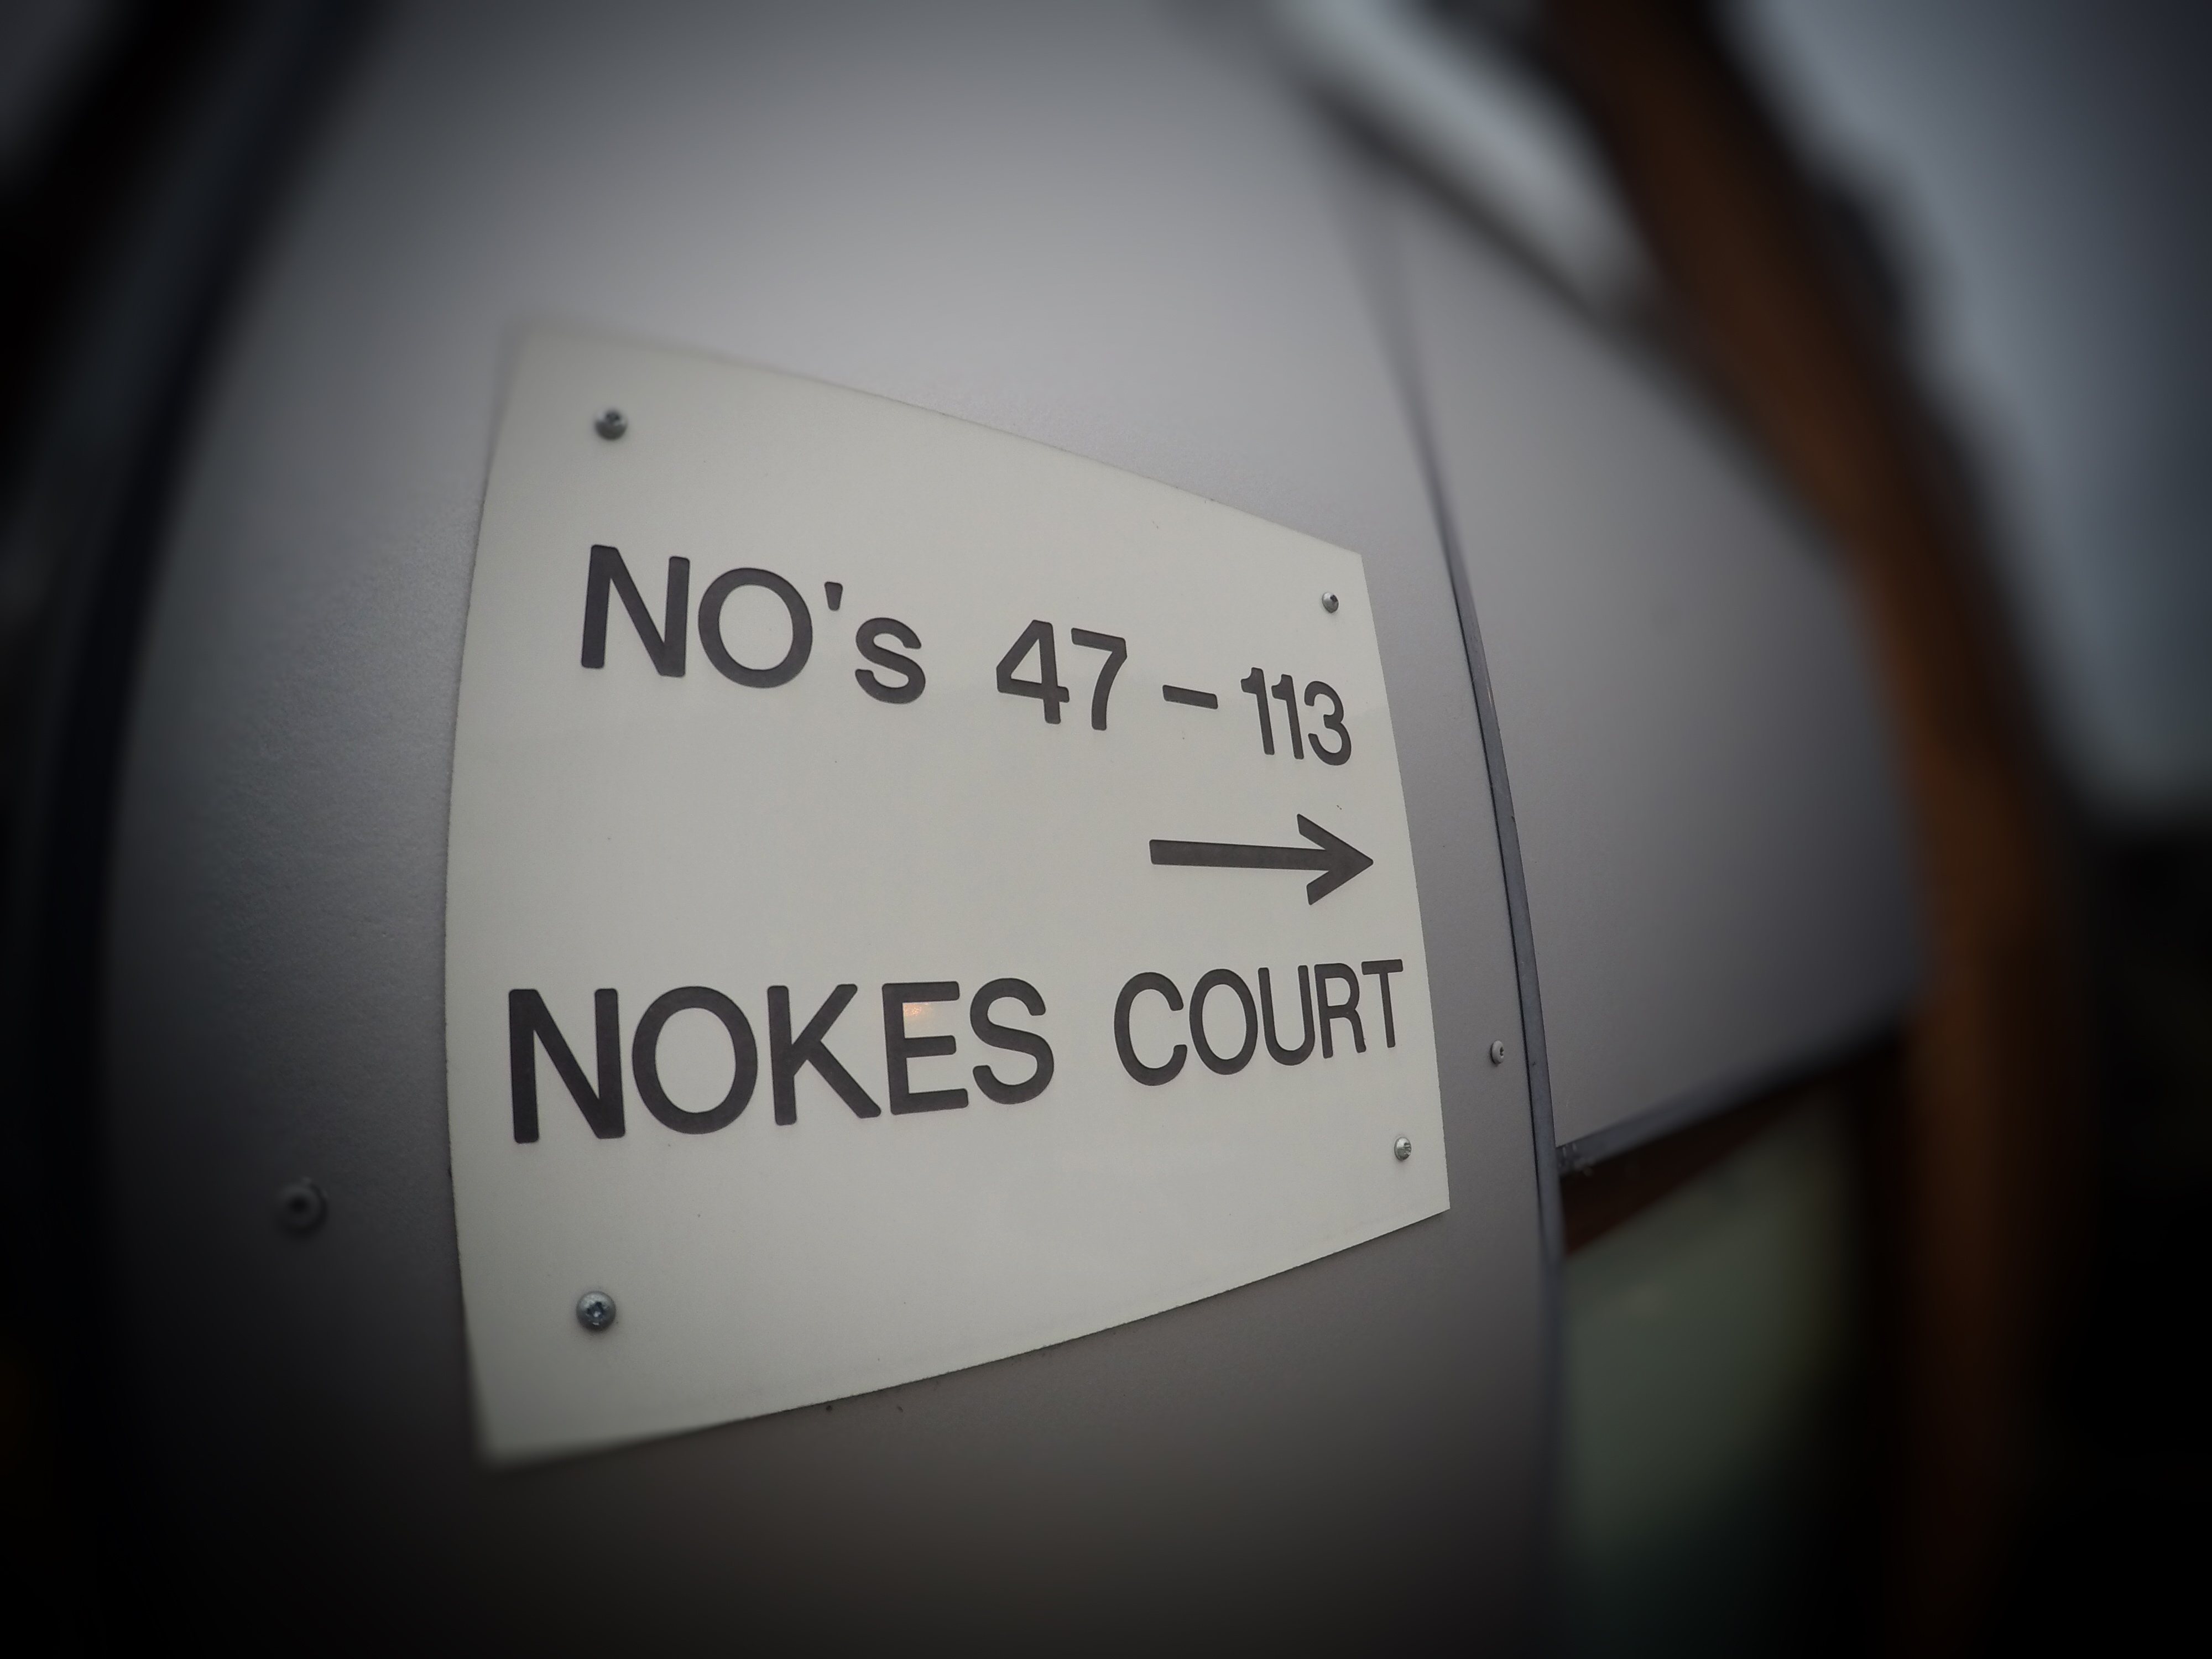 NO's 47 - 113
→
NOKES COURT